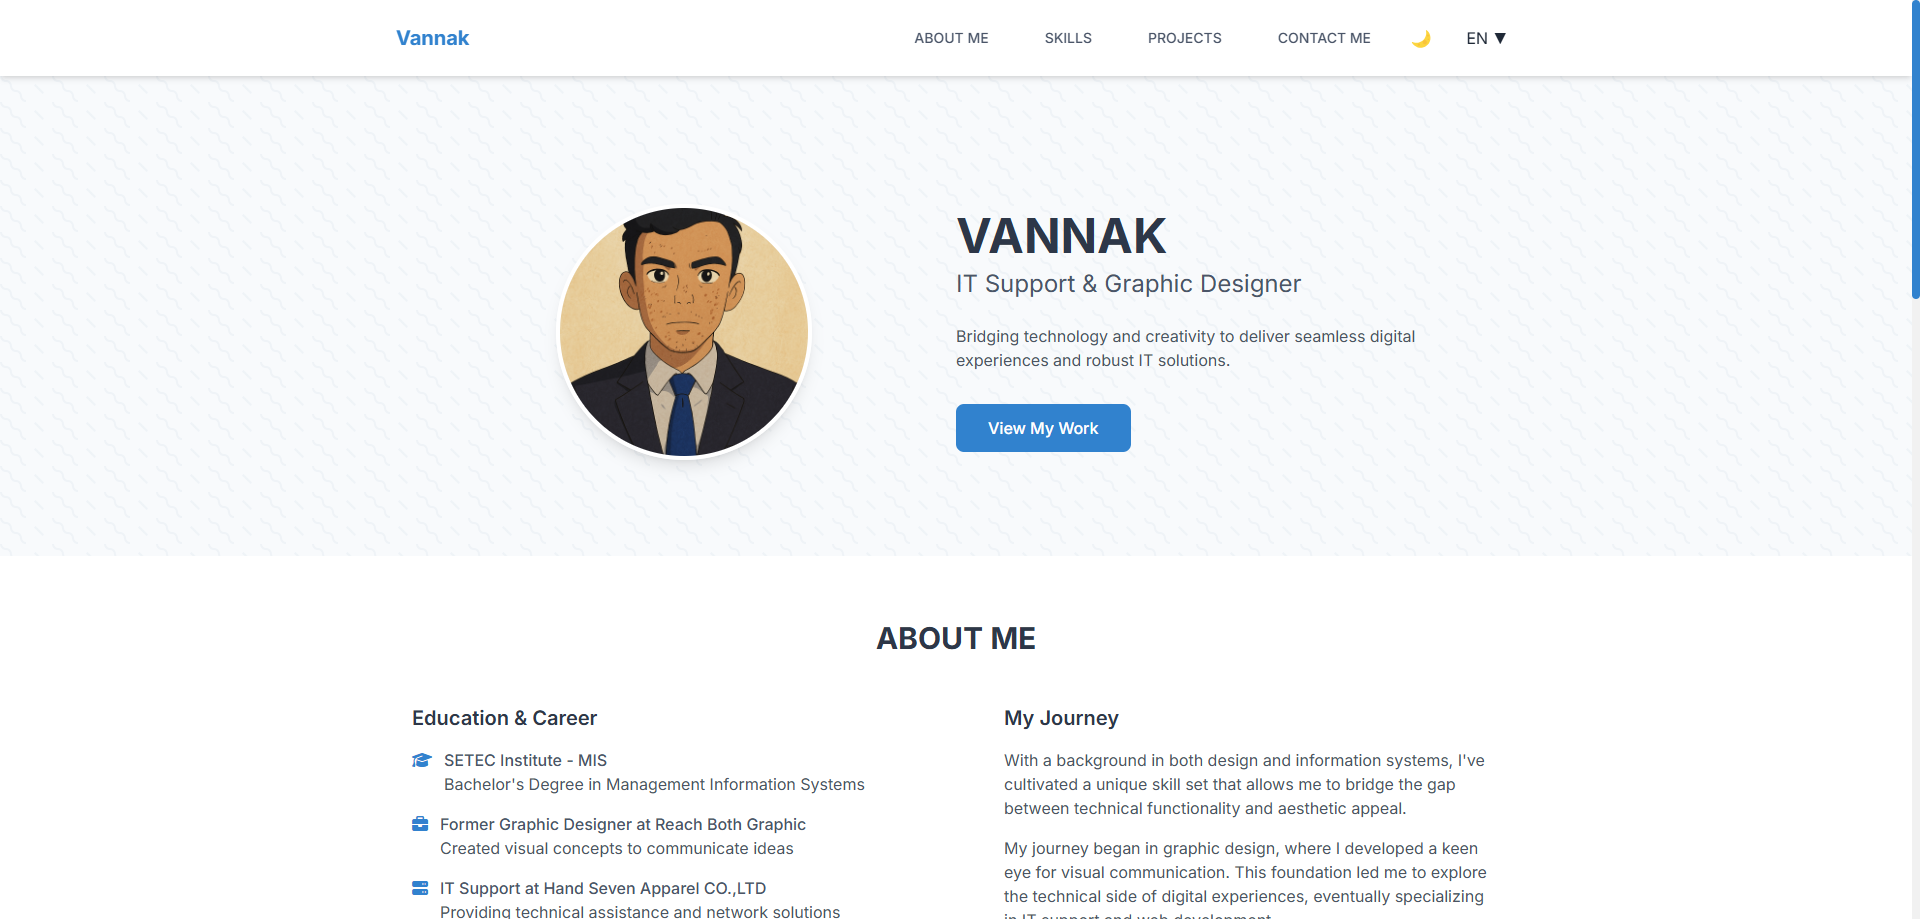 Vannak
ABOUT ME
SKILLS
PROJECTS
CONTACT ME
EN ▼
VANNAK
IT Support & Graphic Designer
Bridging technology and creativity to deliver seamless digital
experiences and robust IT solutions.
View My Work
ABOUT ME
Education & Career
SETEC Institute - MIS
Bachelor's Degree in Management Information Systems
Former Graphic Designer at Reach Both Graphic
Created visual concepts to communicate ideas
IT Support at Hand Seven Apparel CO.,LTD
Providing technical assistance and network solutions
My Journey
With a background in both design and information systems, I've
cultivated a unique skill set that allows me to bridge the gap
between technical functionality and aesthetic appeal.
My journey began in graphic design, where I developed a keen
eye for visual communication. This foundation led me to explore
the technical side of digital experiences, eventually specializing
in IT support and web development.